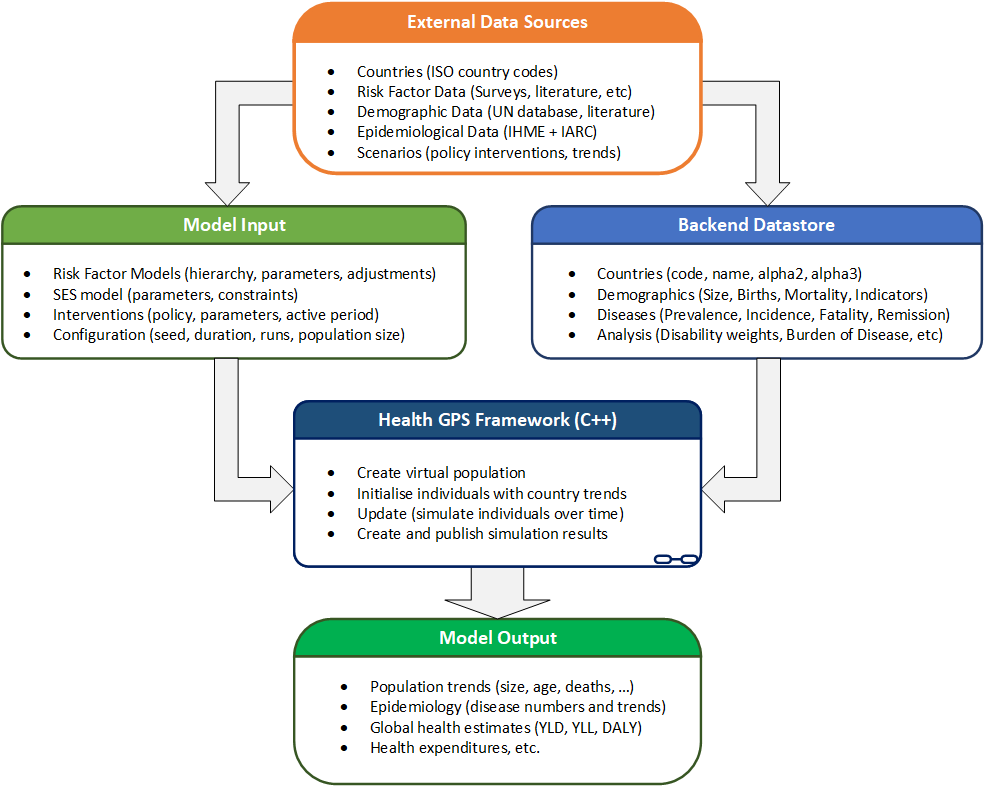 External Data Sources
• Countries (ISO country codes)
• Risk Factor Data (Surveys, literature, etc)
• Demographic Data (UN database, literature)
• Epidemiological Data (IHME + IARC)
• Scenarios (policy interventions, trends)
Model Input
• Risk Factor Models (hierarchy, parameters, adjustments)
• SES model (parameters, constraints)
• Interventions (policy, parameters, active period)
• Configuration (seed, duration, runs, population size)
Backend Datastore
• Countries (code, name, alpha2, alpha3)
• Demographics (Size, Births, Mortality, Indicators)
• Diseases (Prevalence, Incidence, Fatality, Remission)
• Analysis (Disability weights, Burden of Disease, etc)
Health GPS Framework (C++)
• Create virtual population
• Initialise individuals with country trends
• Update (simulate individuals over time)
• Create and publish simulation results
Model Output
• Population trends (size, age, deaths, ...)
• Epidemiology (disease numbers and trends)
• Global health estimates (YLD, YLL, DALY)
• Health expenditures, etc.